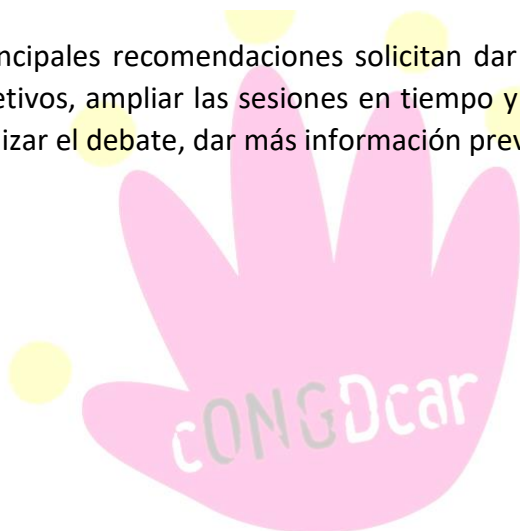 ncipales recomendaciones solicitan dar
etivos, ampliar las sesiones en tiempo y
izar el debate, dar más información prev
cONGDcar